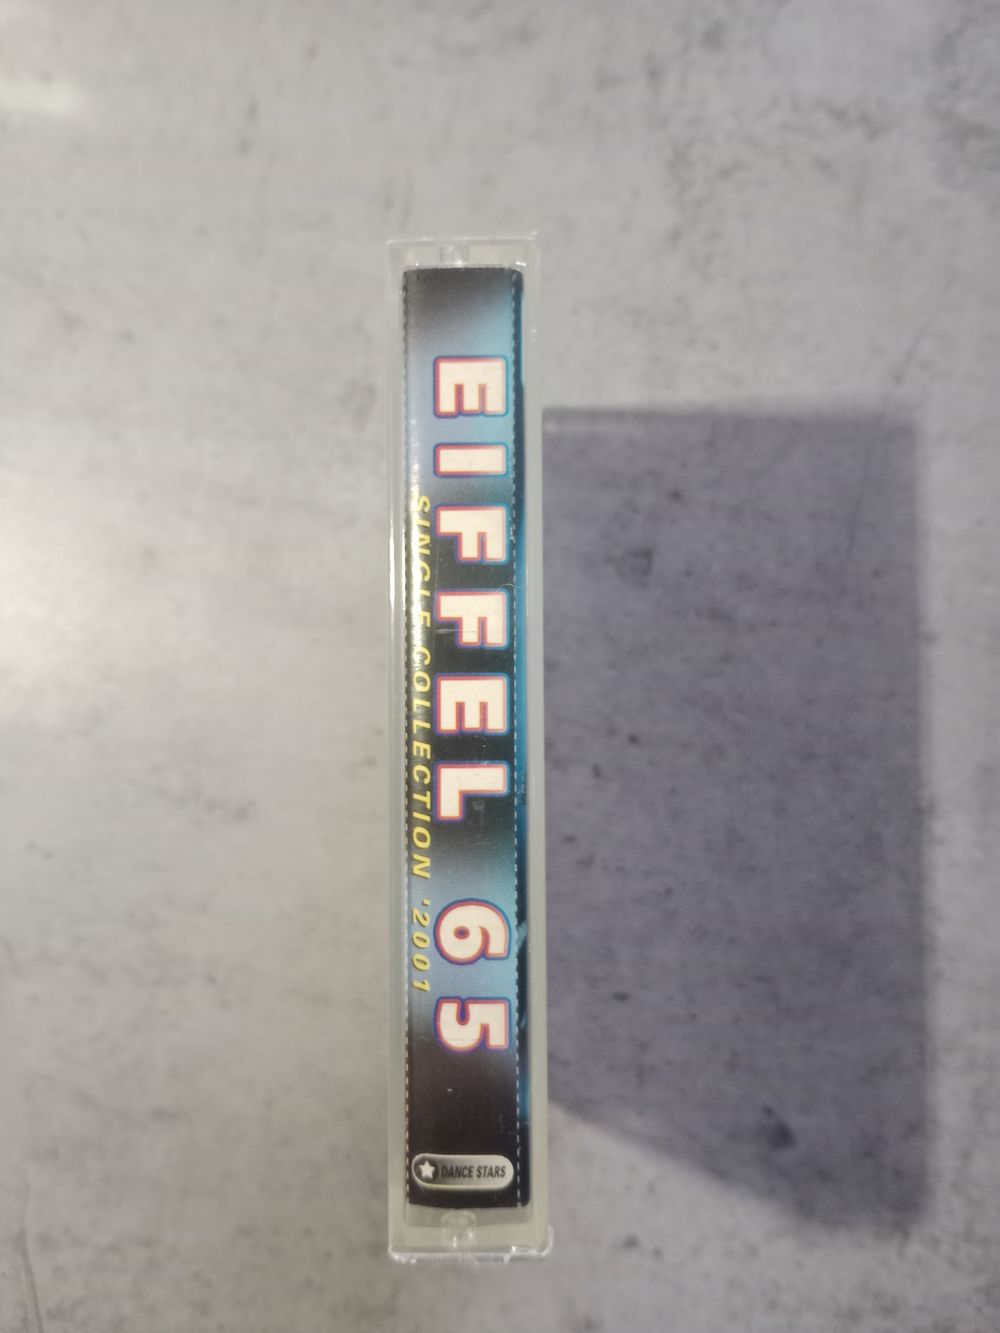 EIFFEL 65
SINGLE COLLECTION '2001
DANCE STARS